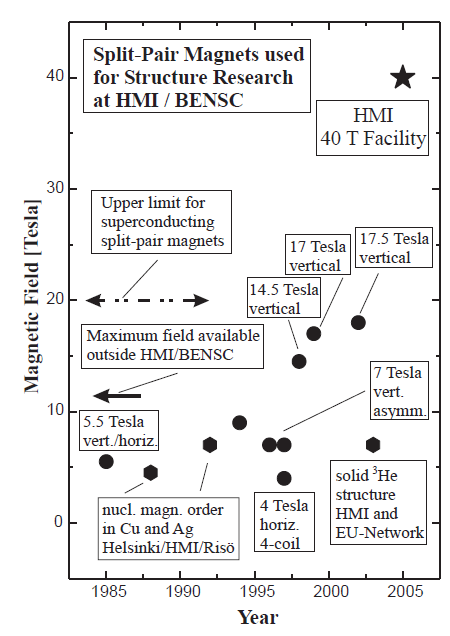 Split-Pair Magnets used
for Structure Research
at HMI / BENSC
HMI
40 T Facility
Upper limit for
superconducting
split-pair magnets
17 Tesla
vertical
17.5 Tesla
vertical
14.5 Tesla
vertical
Maximum field available
outside HMI/BENSC
7 Tesla
vert.
asymm.
5.5 Tesla
vert./horiz.
nucl. magn. order
in Cu and Ag
Helsinki/HMI/Risö
4 Tesla
horiz.
4-coil
solid ³He
structure
HMI and
EU-Network
Magnetic Field [Tesla]
40
30
20
10
0
1985 1990 1995 2000 2005
Year